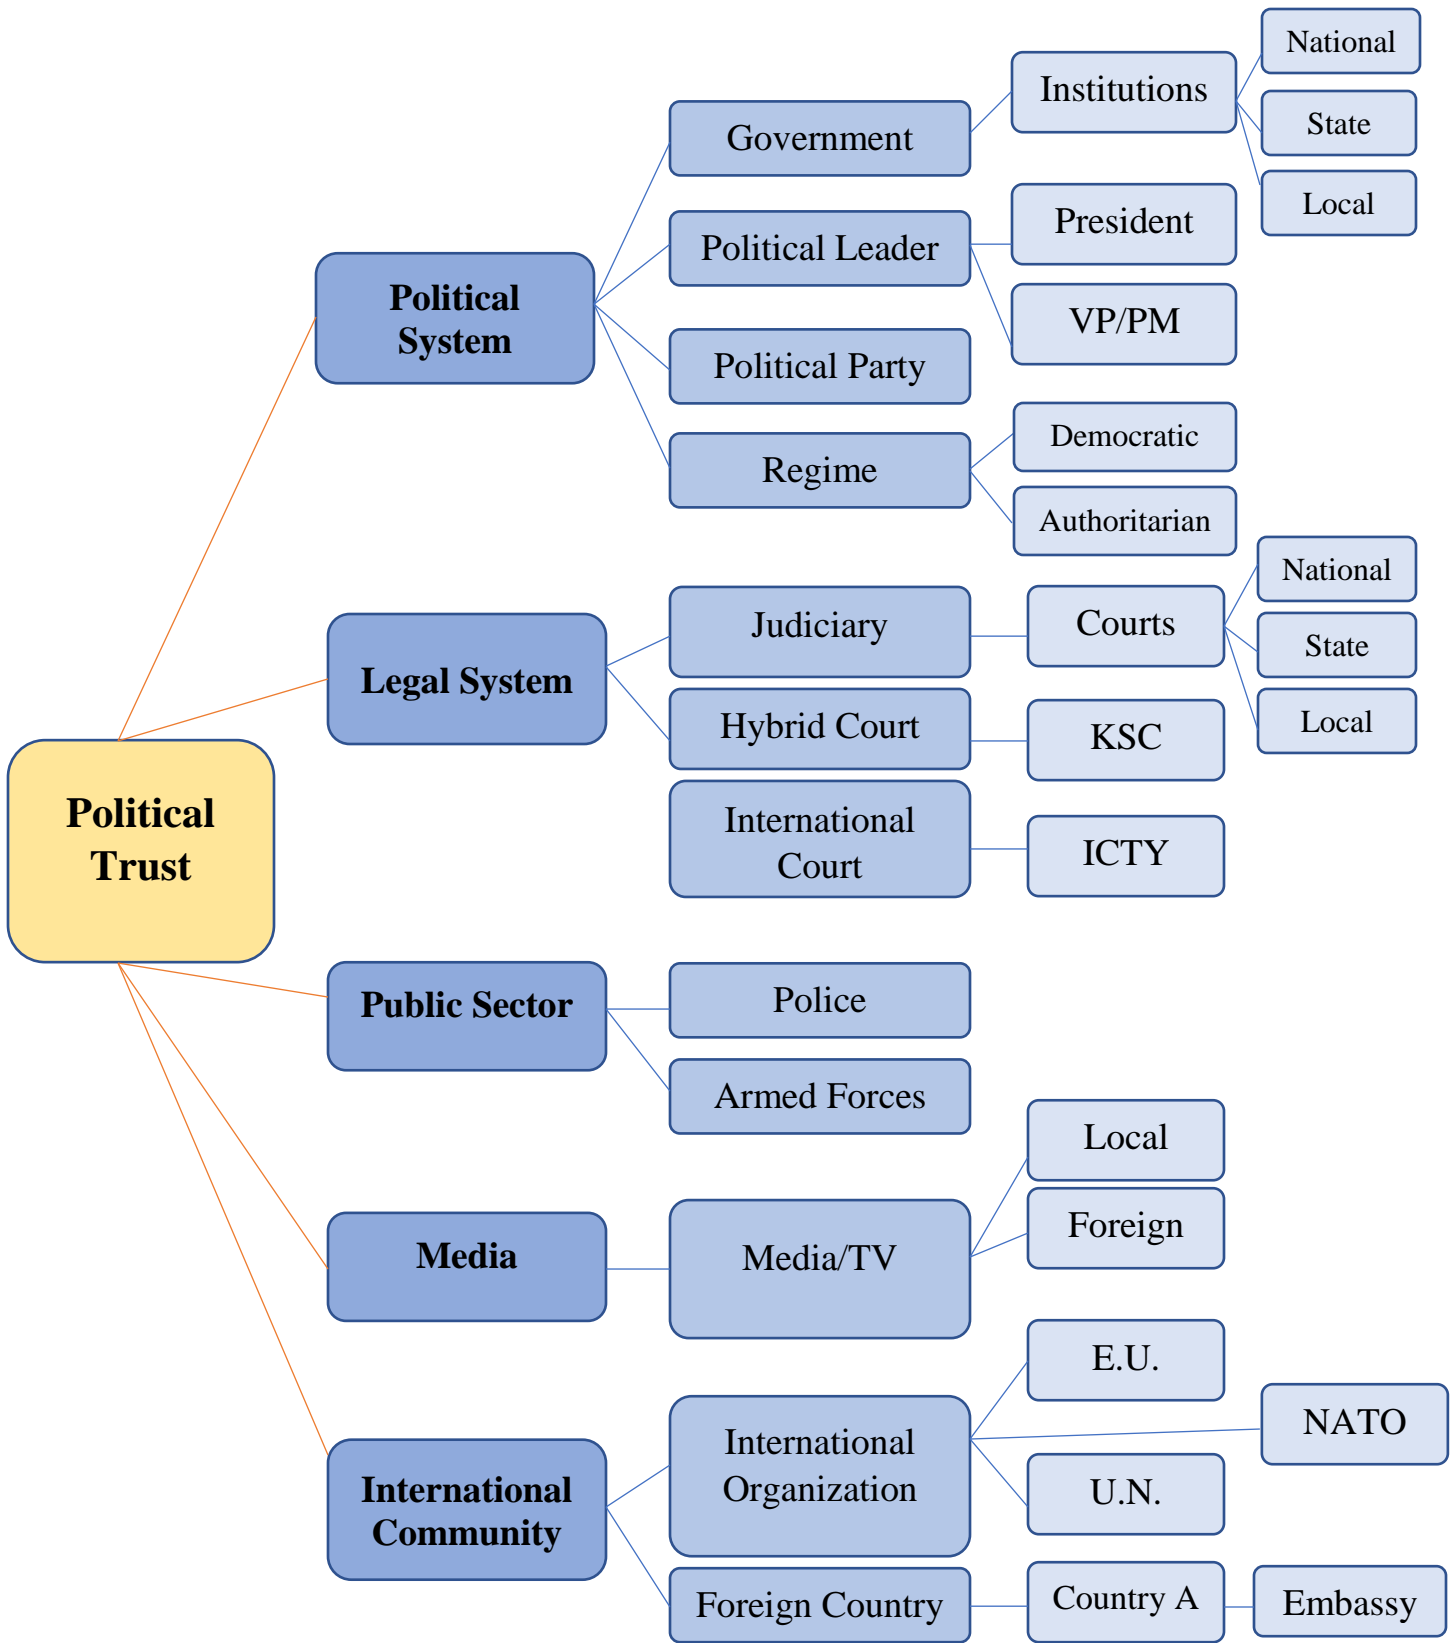 Political
Trust
Political
System
Government
Institutions
National
State
Local
Political Leader
President
VP/PM
Political Party
Regime
Democratic
Authoritarian
Legal System
Judiciary
Courts
National
State
Local
Hybrid Court
KSC
International
Court
ICTY
Public Sector
Police
Armed Forces
Media
Media/TV
Local
Foreign
International
Community
International
Organization
E.U.
NATO
U.N.
Foreign Country
Country A
Embassy